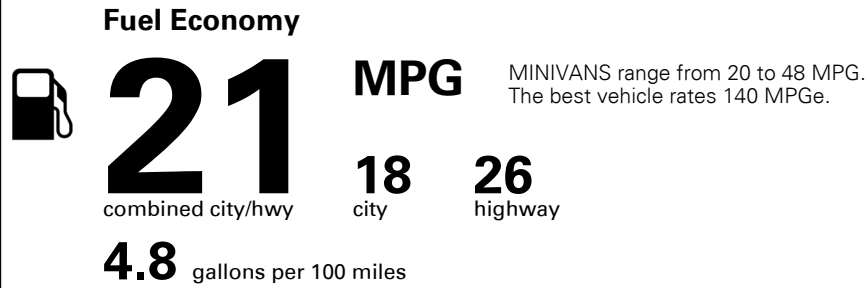 Fuel Economy
21 MPG
MINIVANS range from 20 to 48 MPG.
The best vehicle rates 140 MPGe.
18 26
combined city/hwy city highway
4.8 gallons per 100 miles